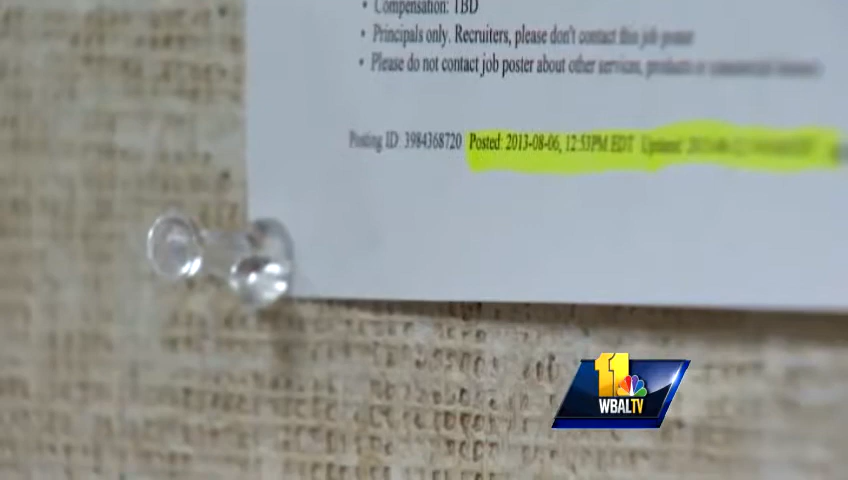 • Compensation: TBD
• Principals only. Recruiters, please don't contact this job poster
• Please do not contact job poster about other services, products or commercial interests
Posting ID: 3984368720 Posted: 2013-08-06, 12:53PM EDT Updated:
11
WBALTV